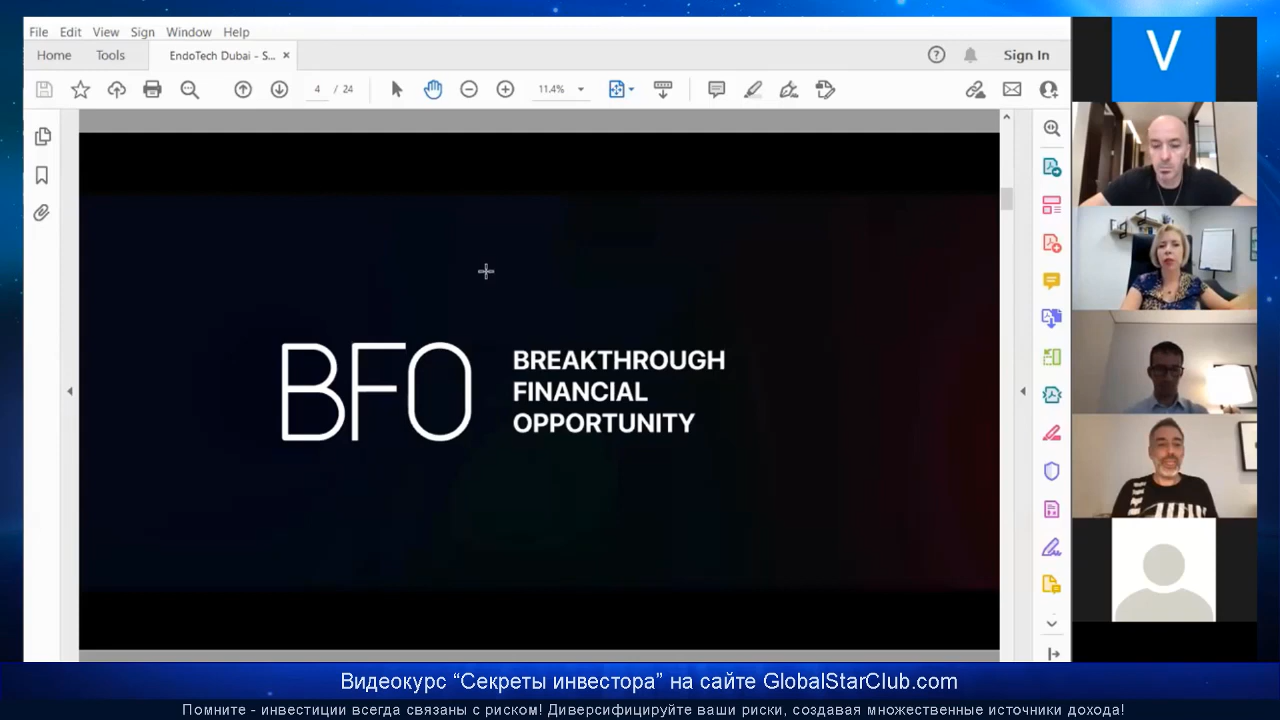 File Edit View Sign Window Help
Home Tools EndoTech Dubai - S... × Sign In
4 / 24 11.4%
V
BFO
BREAKTHROUGH
FINANCIAL
OPPORTUNITY
Видеокурс “Секреты инвестора” на сайте GlobalStarClub.com
Помните - инвестиции всегда связаны с риском! Диверсифицируйте ваши риски, создавая множественные источники дохода!